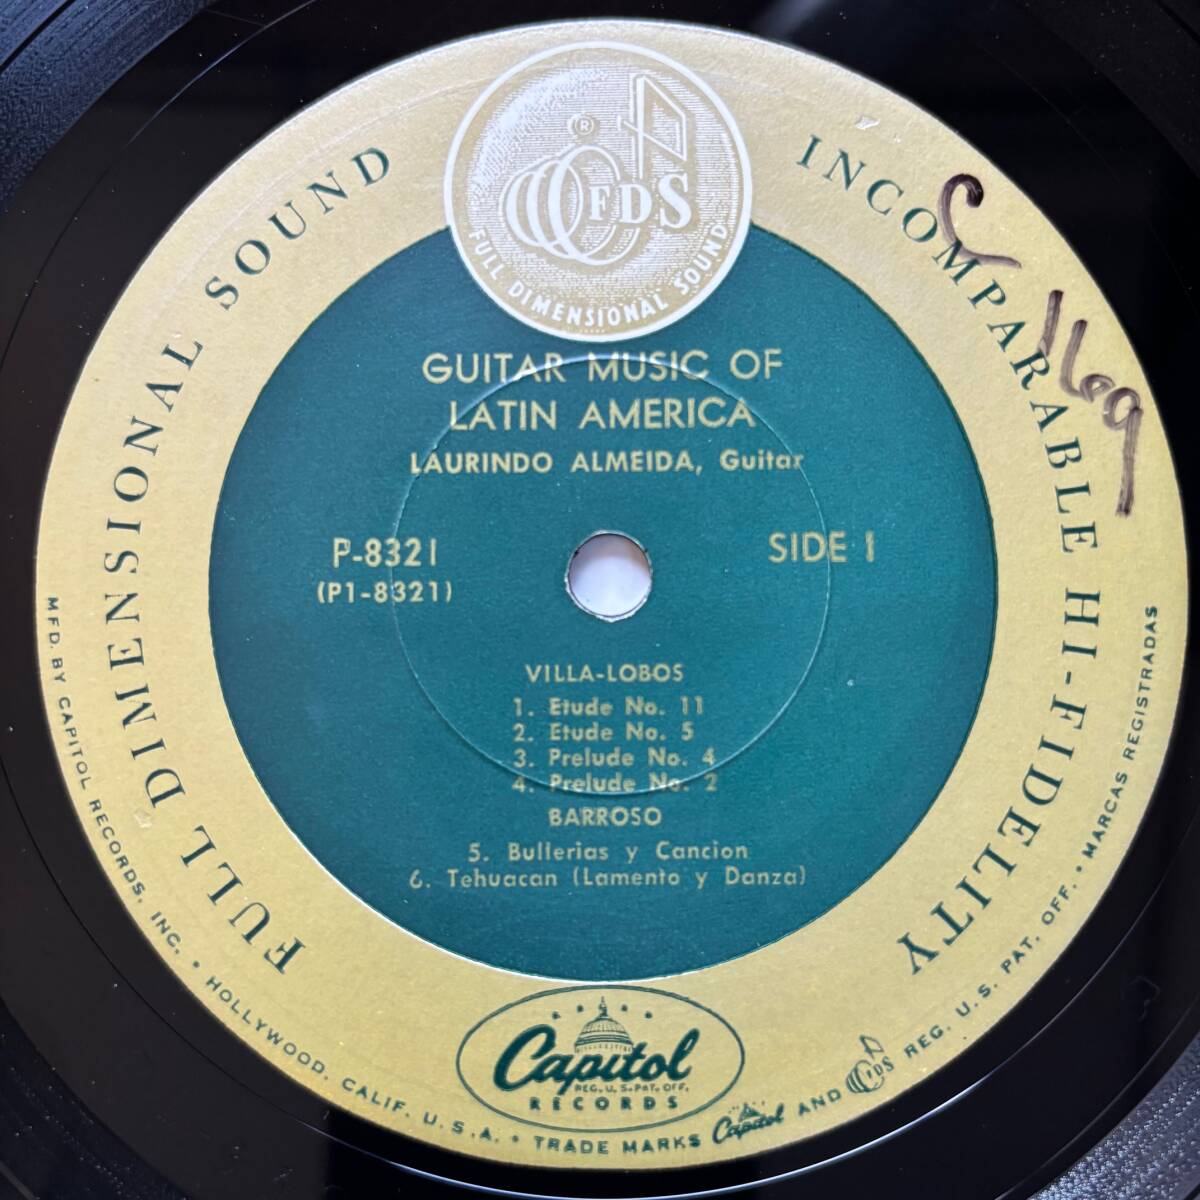 FULL DIMENSIONAL SOUND
INCOMPARABLE HI-FIDELITY
®
FDS
FULL DIMENSIONAL SOUND
C
1169
GUITAR MUSIC OF
LATIN AMERICA
LAURINDO ALMEIDA, Guitar
P-8321
(P1-8321)
SIDE 1
VILLA-LOBOS
1. Etude No. 11
2. Etude No. 5
3. Prelude No. 4
4. Prelude No. 2
BARROSO
5. Bullerias y Cancion
6. Tehuacan (Lamento y Danza)
Capitol
REG. U. S. PAT. OFF.
RECORDS
MFD. BY CAPITOL RECORDS, INC. • HOLLYWOOD, CALIF. U.S.A. • TRADE MARKS Capitol AND FDS REG. U.S. PAT. OFF. • MARCAS REGISTRADAS